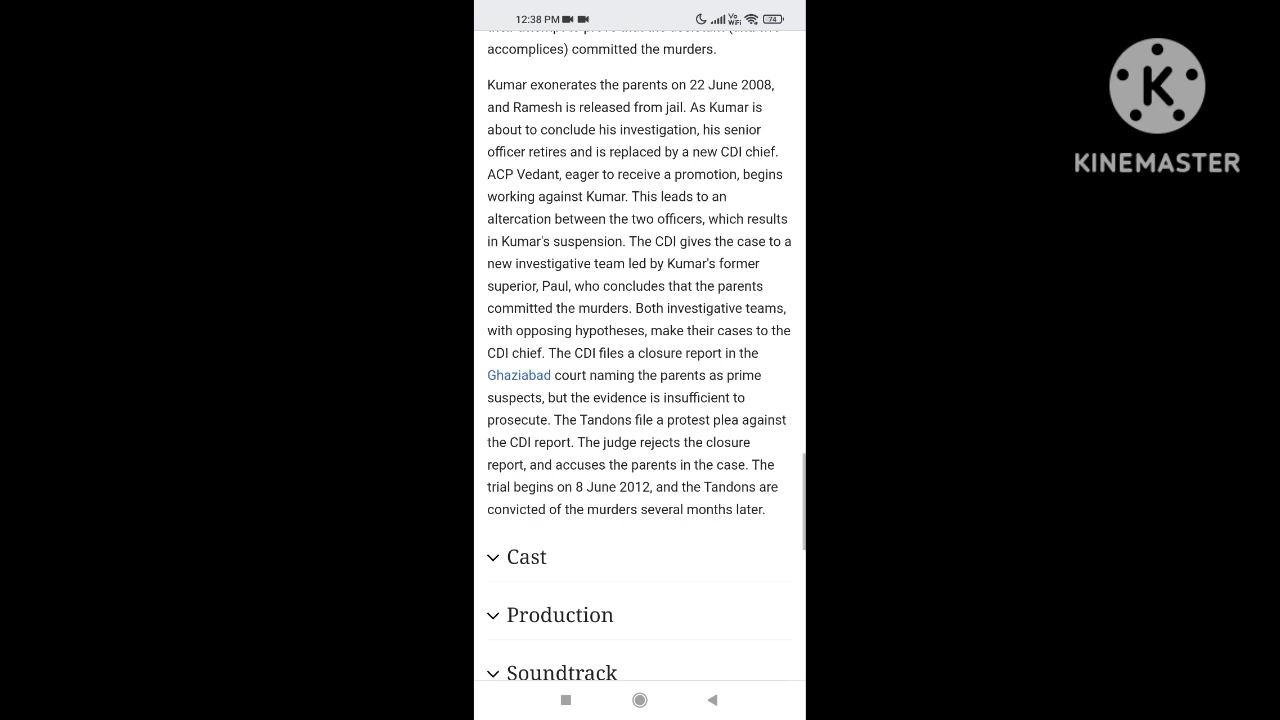 12:38 PM
Vo
WiFi
74
accomplices) committed the murders.
Kumar exonerates the parents on 22 June 2008,
and Ramesh is released from jail. As Kumar is
about to conclude his investigation, his senior
officer retires and is replaced by a new CDI chief.
ACP Vedant, eager to receive a promotion, begins
working against Kumar. This leads to an
altercation between the two officers, which results
in Kumar's suspension. The CDI gives the case to a
new investigative team led by Kumar's former
superior, Paul, who concludes that the parents
committed the murders. Both investigative teams,
with opposing hypotheses, make their cases to the
CDI chief. The CDI files a closure report in the
Ghaziabad court naming the parents as prime
suspects, but the evidence is insufficient to
prosecute. The Tandons file a protest plea against
the CDI report. The judge rejects the closure
report, and accuses the parents in the case. The
trial begins on 8 June 2012, and the Tandons are
convicted of the murders several months later.
Cast
Production
Soundtrack
K
KINEMASTER